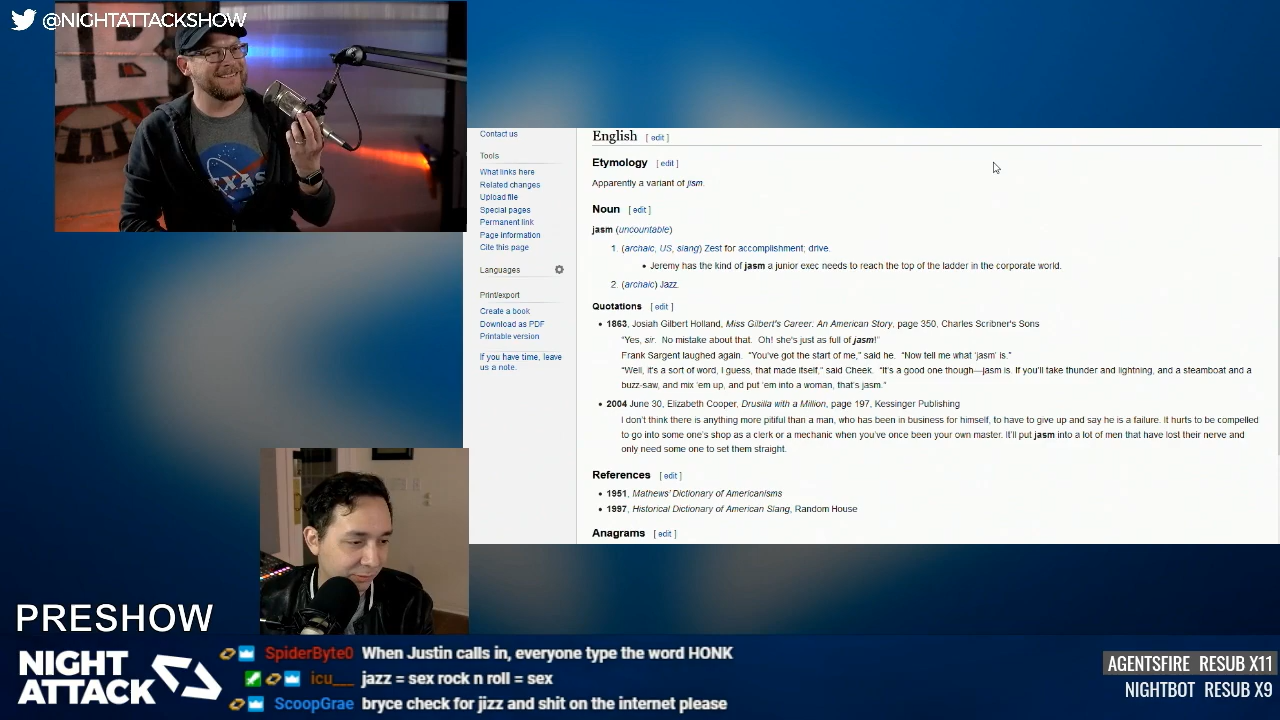 @NIGHTATTACKSHOW
TEXAS
Contact us
Tools
What links here
Related changes
Upload file
Special pages
Permanent link
Page information
Cite this page
Languages
Print/export
Create a book
Download as PDF
Printable version
If you have time, leave
us a note.
English [ edit ]
Etymology [ edit ]
Apparently a variant of jism.
Noun [ edit ]
jasm (uncountable)
1. (archaic, US, slang) Zest for accomplishment; drive.
• Jeremy has the kind of jasm a junior exec needs to reach the top of the ladder in the corporate world.
2. (archaic) Jazz.
Quotations [ edit ]
• 1863, Josiah Gilbert Holland, Miss Gilbert's Career: An American Story, page 350, Charles Scribner's Sons
"Yes, sir. No mistake about that. Oh! she's just as full of jasm!"
Frank Sargent laughed again. "You've got the start of me," said he. "Now tell me what 'jasm' is."
"Well, it's a sort of word, I guess, that made itself," said Cheek. "It's a good one though—jasm is. If you'll take thunder and lightning, and a steamboat and a
buzz-saw, and mix 'em up, and put 'em into a woman, that's jasm."
• 2004 June 30, Elizabeth Cooper, Drusilla with a Million, page 197, Kessinger Publishing
I don't think there is anything more pitiful than a man, who has been in business for himself, to have to give up and say he is a failure. It hurts to be compelled
to go into some one's shop as a clerk or a mechanic when you've once been your own master. It'll put jasm into a lot of men that have lost their nerve and
only need some one to set them straight.
References [ edit ]
• 1951, Mathews' Dictionary of Americanisms
• 1997, Historical Dictionary of American Slang, Random House
Anagrams [ edit ]
PRESHOW
NIGHT
ATTACK
SpiderByte0 When Justin calls in, everyone type the word HONK
icu___ jazz = sex rock n roll = sex
ScoopGrae bryce check for jizz and shit on the internet please
AGENTSFIRE RESUB X11
NIGHTBOT RESUB X9